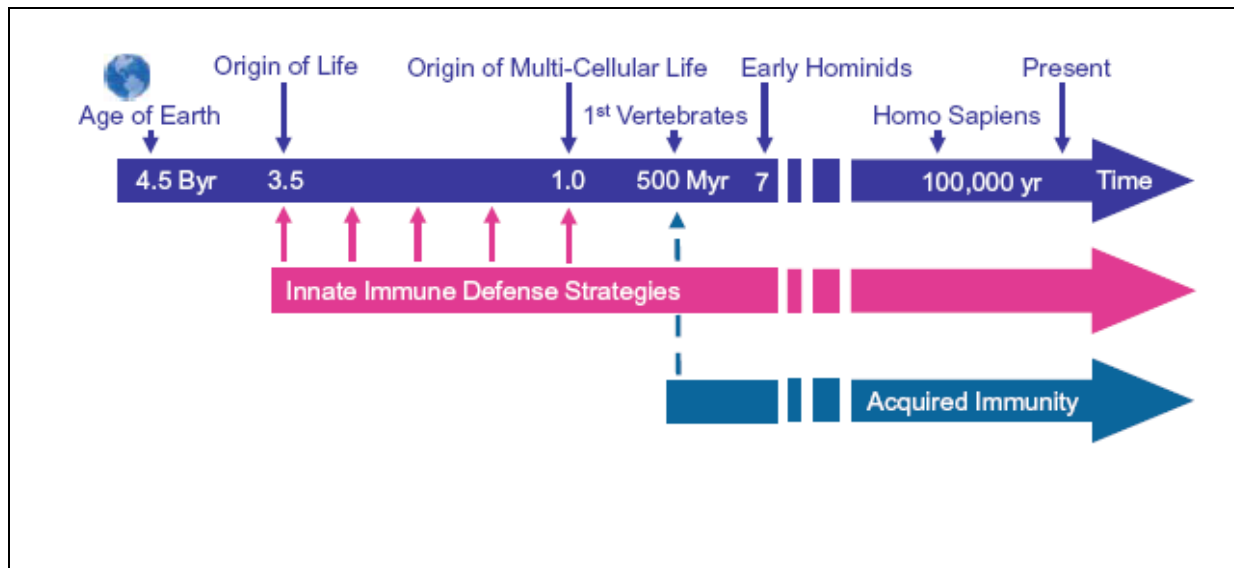 Origin of Life
Origin of Multi-Cellular Life
Early Hominids
Present
Age of Earth
1st Vertebrates
Homo Sapiens
4.5 Byr
3.5
1.0
500 Myr
7
100,000 yr
Time
Innate Immune Defense Strategies
Acquired Immunity